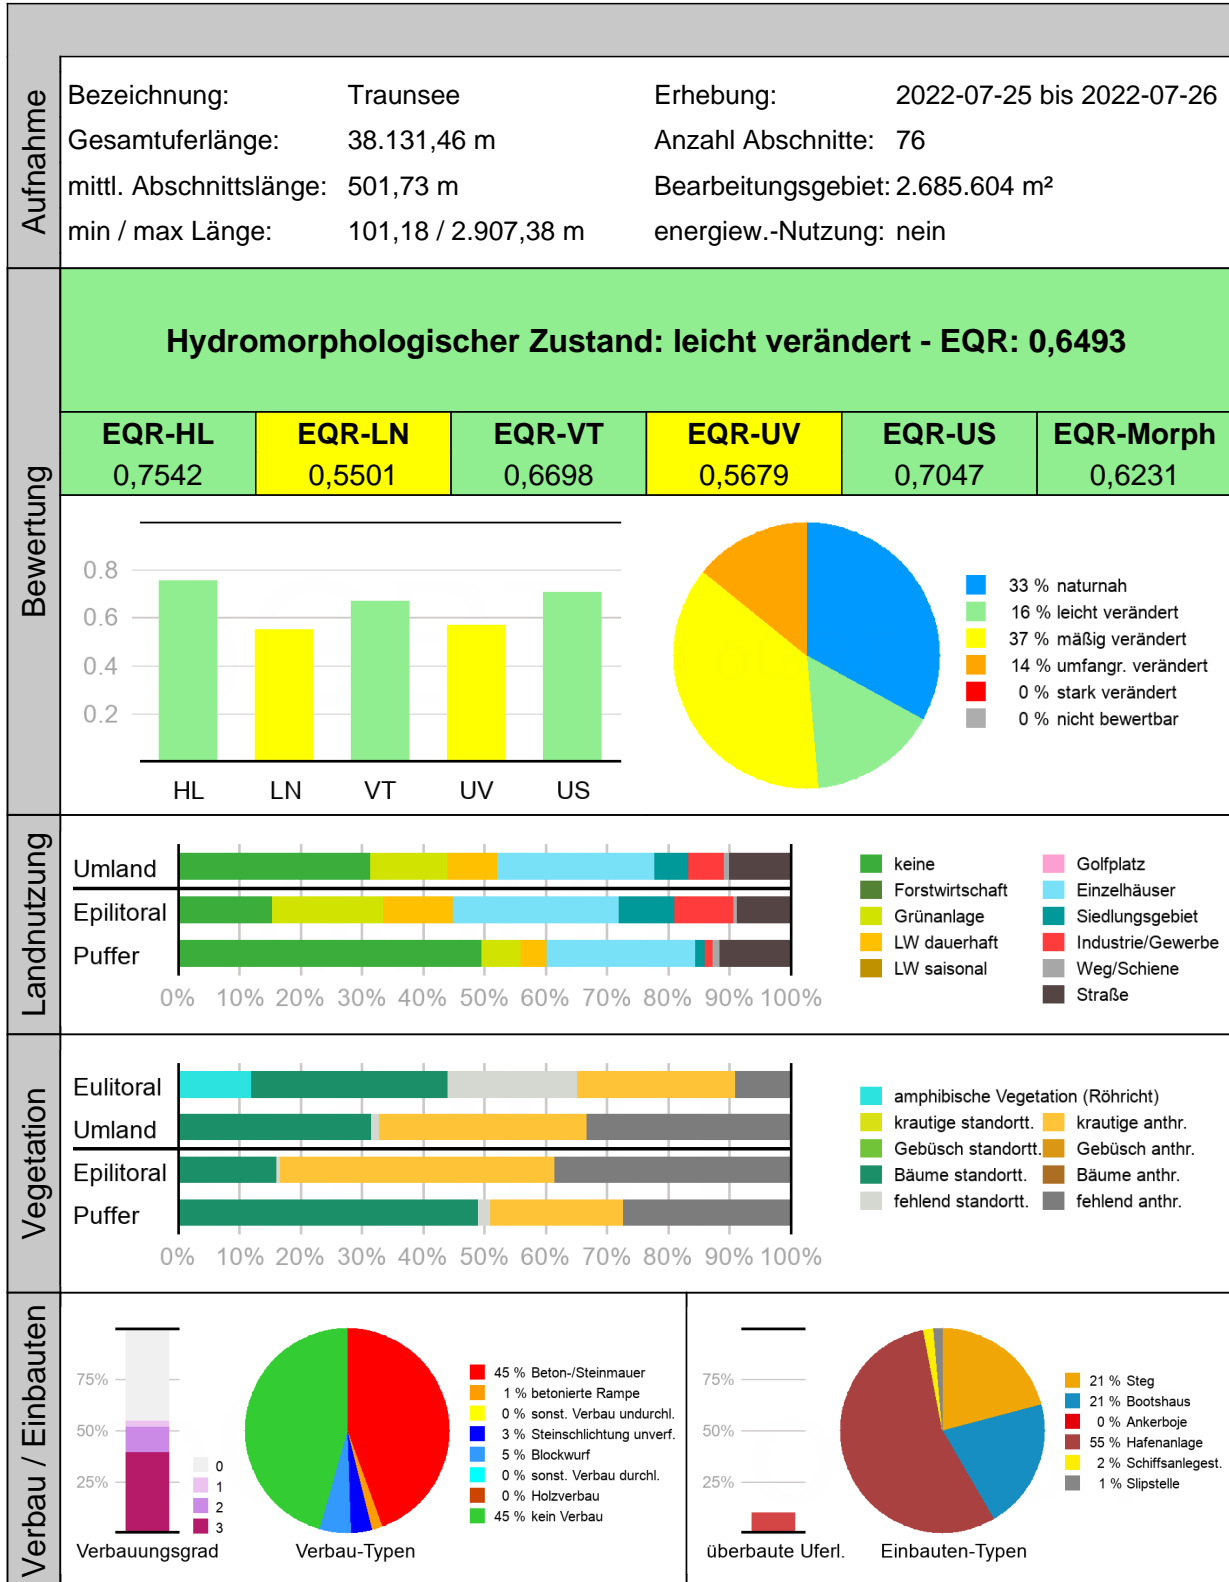 Aufnahme
Bezeichnung: Traunsee Erhebung: 2022-07-25 bis 2022-07-26
Gesamtuferlänge: 38.131,46 m Anzahl Abschnitte: 76
mittl. Abschnittslänge: 501,73 m Bearbeitungsgebiet: 2.685.604 m²
min / max Länge: 101,18 / 2.907,38 m energiew.-Nutzung: nein
Bewertung
Hydromorphologischer Zustand: leicht verändert - EQR: 0,6493
EQR-HL EQR-LN EQR-VT EQR-UV EQR-US EQR-Morph
0,7542 0,5501 0,6698 0,5679 0,7047 0,6231
0.8
0.6
0.4
0.2
HL LN VT UV US
33 % naturnah
16 % leicht verändert
37 % mäßig verändert
14 % umfangr. verändert
0 % stark verändert
0 % nicht bewertbar
Landnutzung
Umland
Epilitoral
Puffer
0% 10% 20% 30% 40% 50% 60% 70% 80% 90% 100%
keine Golfplatz
Forstwirtschaft Einzelhäuser
Grünanlage Siedlungsgebiet
LW dauerhaft Industrie/Gewerbe
LW saisonal Weg/Schiene
Straße
Vegetation
Eulitoral
Umland
Epilitoral
Puffer
0% 10% 20% 30% 40% 50% 60% 70% 80% 90% 100%
amphibische Vegetation (Röhricht)
krautige standortt. krautige anthr.
Gebüsch standortt. Gebüsch anthr.
Bäume standortt. Bäume anthr.
fehlend standortt. fehlend anthr.
Verbau / Einbauten
75%
50%
25%
0
1
2
3
Verbauungsgrad
45 % Beton-/Steinmauer
1 % betonierte Rampe
0 % sonst. Verbau undurchl.
3 % Steinschlichtung unverf.
5 % Blockwurf
0 % sonst. Verbau durchl.
0 % Holzverbau
45 % kein Verbau
Verbau-Typen
75%
50%
25%
überbaute Uferl.
21 % Steg
21 % Bootshaus
0 % Ankerboje
55 % Hafenanlage
2 % Schiffsanlegest.
1 % Slipstelle
Einbauten-Typen